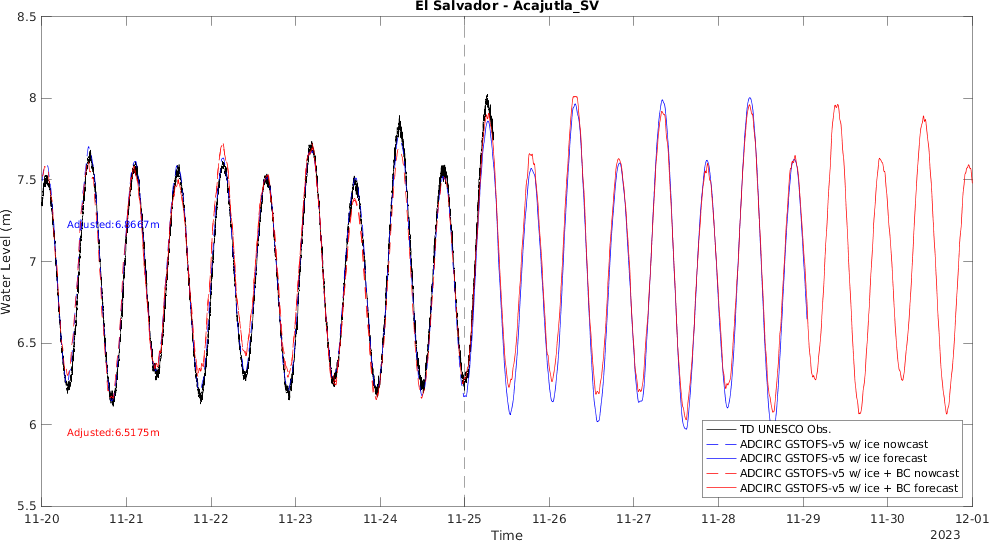 El Salvador - Acajutla_SV
8.5
8
7.5
7
6.5
6
5.5
Water Level (m)
Adjusted:6.8667m
Adjusted:6.5175m
TD UNESCO Obs.
ADCIRC GSTOFS-v5 w/ ice nowcast
ADCIRC GSTOFS-v5 w/ ice forecast
ADCIRC GSTOFS-v5 w/ ice + BC nowcast
ADCIRC GSTOFS-v5 w/ ice + BC forecast
11-20 11-21 11-22 11-23 11-24 11-25 11-26 11-27 11-28 11-29 11-30 12-01
Time
2023